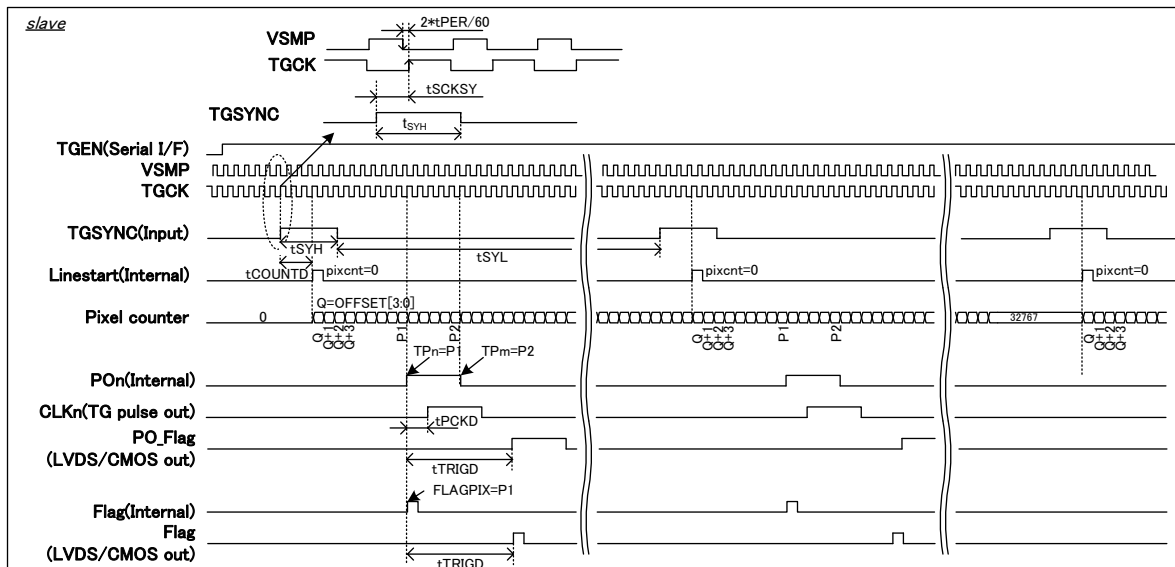 slave
2*tPER/60
VSMP
TGCK
tSCKSY
TGSYNC
tSYH
TGEN(Serial I/F)
VSMP
TGCK
TGSYNC(Input)
tSYH
tSYL
Linestart(Internal)
tCOUNTD
pixcnt=0
pixcnt=0
pixcnt=0
Q=OFFSET[3:0]
Pixel counter
0
32767
Q
Q+1
Q+2
Q+3
P1
P2
Q
Q+1
Q+2
Q+3
P1
P2
Q
Q+1
Q+2
Q+3
TPn=P1
TPm=P2
POn(Internal)
CLKn(TG pulse out)
tPCKD
PO_Flag
(LVDS/CMOS out)
tTRIGD
FLAGPIX=P1
Flag(Internal)
Flag
(LVDS/CMOS out)
tTRIGD